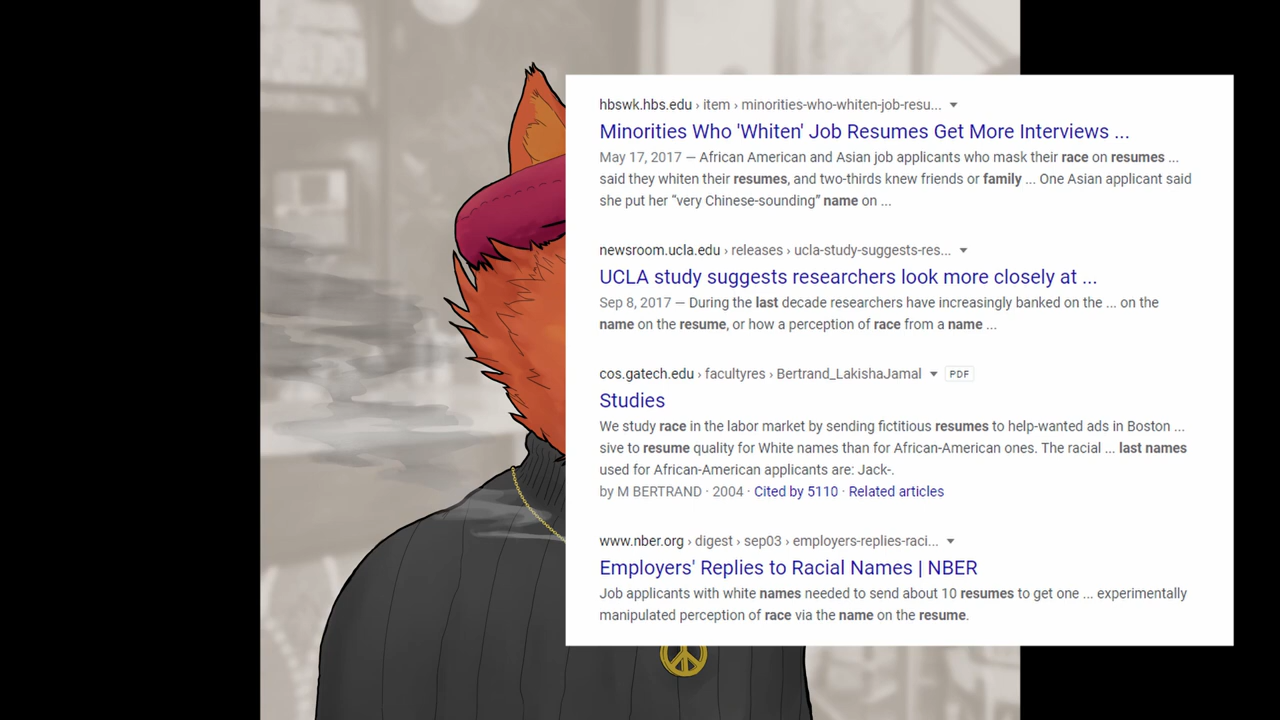 hbswk.hbs.edu › item › minorities-who-whiten-job-resu...
Minorities Who 'Whiten' Job Resumes Get More Interviews ...
May 17, 2017 — African American and Asian job applicants who mask their race on resumes ...
said they whiten their resumes, and two-thirds knew friends or family ... One Asian applicant said
she put her “very Chinese-sounding” name on ...
newsroom.ucla.edu › releases › ucla-study-suggests-res...
UCLA study suggests researchers look more closely at ...
Sep 8, 2017 — During the last decade researchers have increasingly banked on the ... on the
name on the resume, or how a perception of race from a name ...
cos.gatech.edu › facultyres › Bertrand_LakishaJamal PDF
Studies
We study race in the labor market by sending fictitious resumes to help-wanted ads in Boston ...
sive to resume quality for White names than for African-American ones. The racial ... last names
used for African-American applicants are: Jack-.
by M BERTRAND · 2004 · Cited by 5110 · Related articles
www.nber.org › digest › sep03 › employers-replies-raci...
Employers' Replies to Racial Names | NBER
Job applicants with white names needed to send about 10 resumes to get one ... experimentally
manipulated perception of race via the name on the resume.